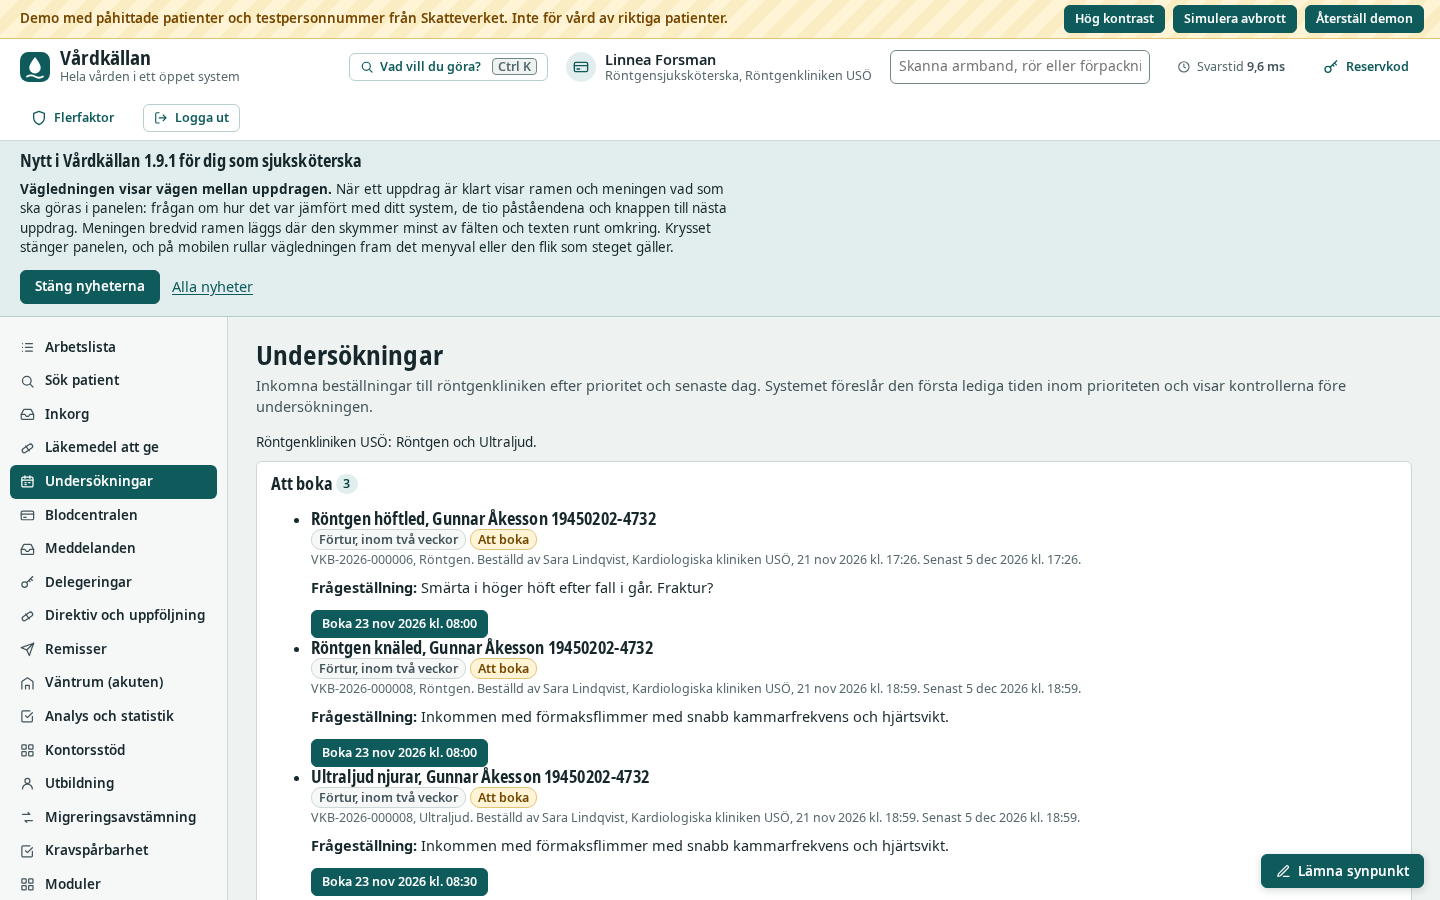 Demo med påhittade patienter och testpersonnummer från Skatteverket. Inte för vård av riktiga patienter.
Hög kontrast
Simulera avbrott
Återställ demon
Vårdkällan
Hela vården i ett öppet system
Vad vill du göra? Ctrl K
Linnea Forsman
Röntgensjuksköterska, Röntgenkliniken USÖ
Skanna armband, rör eller förpackni
Svarstid 9,6 ms
Reservkod
Flerfaktor
Logga ut
Nytt i Vårdkällan 1.9.1 för dig som sjuksköterska
Vägledningen visar vägen mellan uppdragen. När ett uppdrag är klart visar ramen och meningen vad som
ska göras i panelen: frågan om hur det var jämfört med ditt system, de tio påståendena och knappen till nästa
uppdrag. Meningen bredvid ramen läggs där den skymmer minst av fälten och texten runt omkring. Krysset
stänger panelen, och på mobilen rullar vägledningen fram det menyval eller den flik som steget gäller.
Stäng nyheterna
Alla nyheter
Arbetslista
Sök patient
Inkorg
Läkemedel att ge
Undersökningar
Blodcentralen
Meddelanden
Delegeringar
Direktiv och uppföljning
Remisser
Väntrum (akuten)
Analys och statistik
Kontorsstöd
Utbildning
Migreringsavstämning
Kravspårbarhet
Moduler
Undersökningar
Inkomna beställningar till röntgenkliniken efter prioritet och senaste dag. Systemet föreslår den första lediga tiden inom prioriteten och visar kontrollerna före
undersökningen.
Röntgenkliniken USÖ: Röntgen och Ultraljud.
Att boka 3
Röntgen höftled, Gunnar Åkesson 19450202-4732
Förtur, inom två veckor Att boka
VKB-2026-000006, Röntgen. Beställd av Sara Lindqvist, Kardiologiska kliniken USÖ, 21 nov 2026 kl. 17:26. Senast 5 dec 2026 kl. 17:26.
Frågeställning: Smärta i höger höft efter fall i går. Fraktur?
Boka 23 nov 2026 kl. 08:00
Röntgen knäled, Gunnar Åkesson 19450202-4732
Förtur, inom två veckor Att boka
VKB-2026-000008, Röntgen. Beställd av Sara Lindqvist, Kardiologiska kliniken USÖ, 21 nov 2026 kl. 18:59. Senast 5 dec 2026 kl. 18:59.
Frågeställning: Inkommen med förmaksflimmer med snabb kammarfrekvens och hjärtsvikt.
Boka 23 nov 2026 kl. 08:00
Ultraljud njurar, Gunnar Åkesson 19450202-4732
Förtur, inom två veckor Att boka
VKB-2026-000008, Ultraljud. Beställd av Sara Lindqvist, Kardiologiska kliniken USÖ, 21 nov 2026 kl. 18:59. Senast 5 dec 2026 kl. 18:59.
Frågeställning: Inkommen med förmaksflimmer med snabb kammarfrekvens och hjärtsvikt.
Boka 23 nov 2026 kl. 08:30
Lämna synpunkt